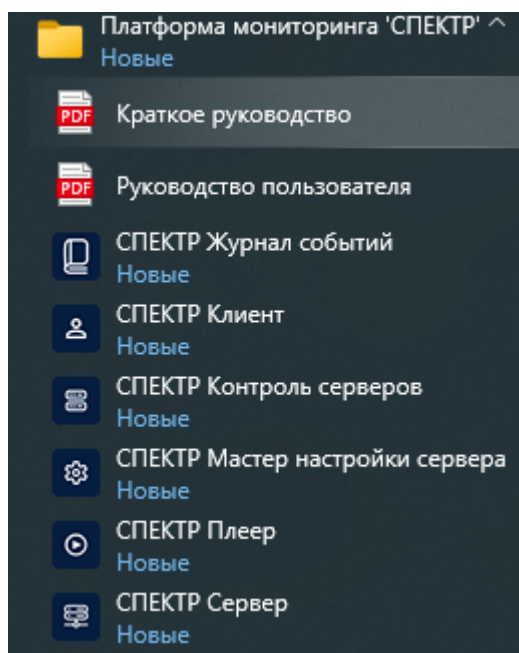 Платформа мониторинга 'СПЕКТР'
Новые
PDF Краткое руководство
PDF Руководство пользователя
СПЕКТР Журнал событий
Новые
СПЕКТР Клиент
Новые
СПЕКТР Контроль серверов
Новые
СПЕКТР Мастер настройки сервера
Новые
СПЕКТР Плеер
Новые
СПЕКТР Сервер
Новые